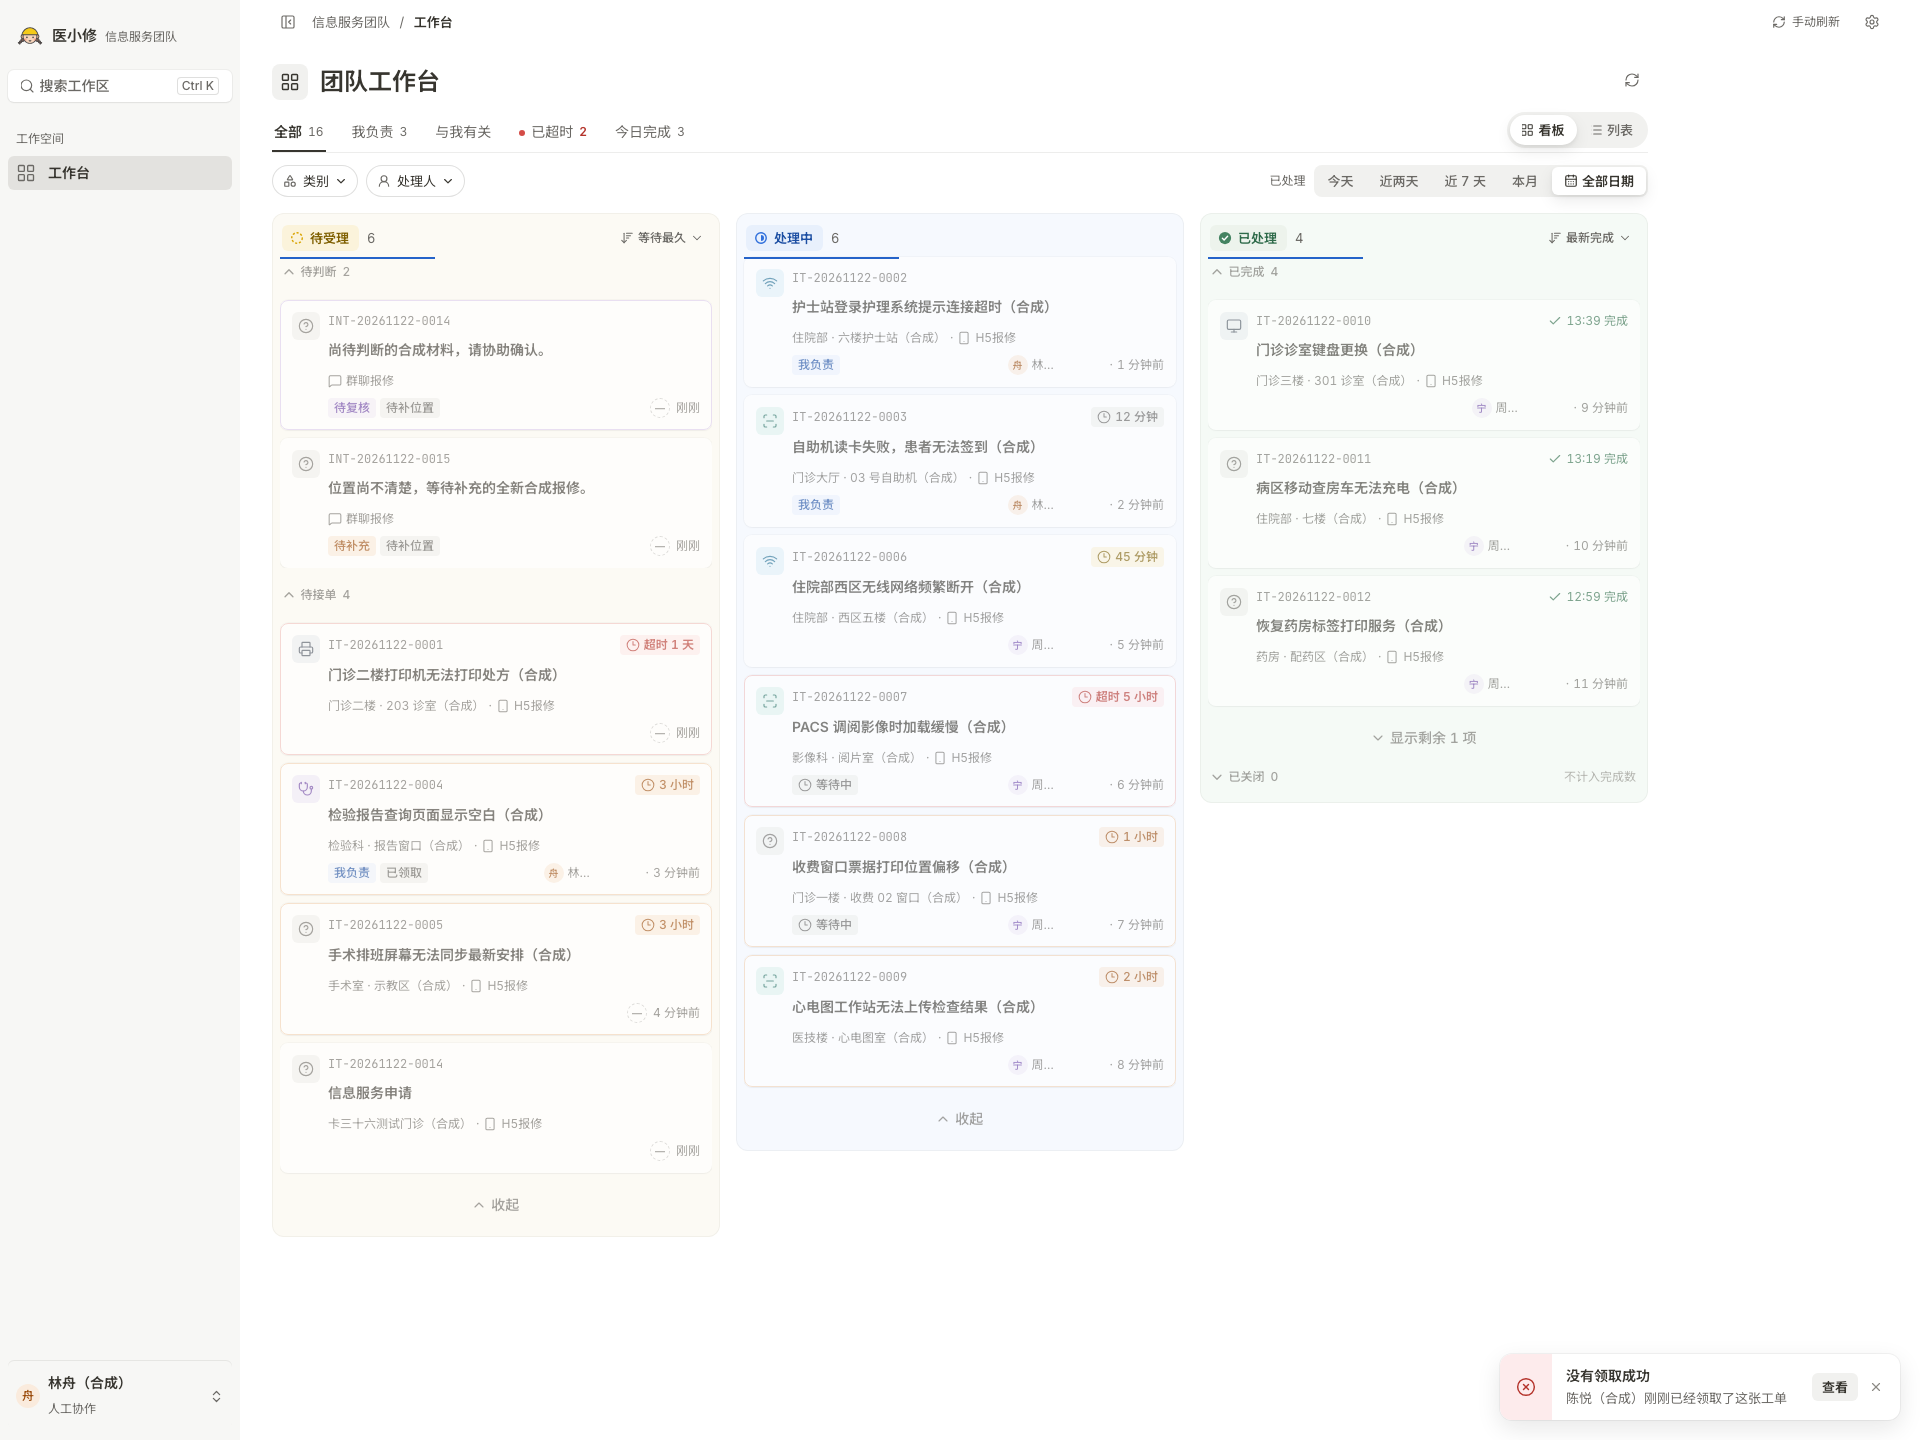 医小修 信息服务团队
搜索工作区 Ctrl K
工作空间
工作台
林舟（合成）
人工协作
舟
信息服务团队 / 工作台
手动刷新
团队工作台
全部 16 我负责 3 与我有关 已超时 2 今日完成 3
看板 列表
类别 处理人
已处理 今天 近两天 近 7 天 本月 全部日期
待受理 6 等待最久
待判断 2
INT-20261122-0014
尚待判断的合成材料，请协助确认。
群聊报修
待复核 待补位置 刚刚
INT-20261122-0015
位置尚不清楚，等待补充的全新合成报修。
群聊报修
待补充 待补位置 刚刚
待接单 4
IT-20261122-0001 超时 1 天
门诊二楼打印机无法打印处方（合成）
门诊二楼 · 203 诊室（合成） · H5报修
刚刚
IT-20261122-0004 3 小时
检验报告查询页面显示空白（合成）
检验科 · 报告窗口（合成） · H5报修
我负责 已领取 舟 林... · 3 分钟前
IT-20261122-0005 3 小时
手术排班屏幕无法同步最新安排（合成）
手术室 · 示教区（合成） · H5报修
4 分钟前
IT-20261122-0014
信息服务申请
卡三十六测试门诊（合成） · H5报修
刚刚
收起
处理中 6
IT-20261122-0002
护士站登录护理系统提示连接超时（合成）
住院部 · 六楼护士站（合成） · H5报修
我负责 舟 林... · 1 分钟前
IT-20261122-0003 12 分钟
自助机读卡失败，患者无法签到（合成）
门诊大厅 · 03 号自助机（合成） · H5报修
我负责 舟 林... · 2 分钟前
IT-20261122-0006 45 分钟
住院部西区无线网络频繁断开（合成）
住院部 · 西区五楼（合成） · H5报修
宁 周... · 5 分钟前
IT-20261122-0007 超时 5 小时
PACS 调阅影像时加载缓慢（合成）
影像科 · 阅片室（合成） · H5报修
等待中 宁 周... · 6 分钟前
IT-20261122-0008 1 小时
收费窗口票据打印位置偏移（合成）
门诊一楼 · 收费 02 窗口（合成） · H5报修
等待中 宁 周... · 7 分钟前
IT-20261122-0009 2 小时
心电图工作站无法上传检查结果（合成）
医技楼 · 心电图室（合成） · H5报修
宁 周... · 8 分钟前
收起
已处理 4 最新完成
已完成 4
IT-20261122-0010 13:39 完成
门诊诊室键盘更换（合成）
门诊三楼 · 301 诊室（合成） · H5报修
宁 周... · 9 分钟前
IT-20261122-0011 13:19 完成
病区移动查房车无法充电（合成）
住院部 · 七楼（合成） · H5报修
宁 周... · 10 分钟前
IT-20261122-0012 12:59 完成
恢复药房标签打印服务（合成）
药房 · 配药区（合成） · H5报修
宁 周... · 11 分钟前
显示剩余 1 项
已关闭 0 不计入完成数
没有领取成功
陈悦（合成）刚刚已经领取了这张工单
查看